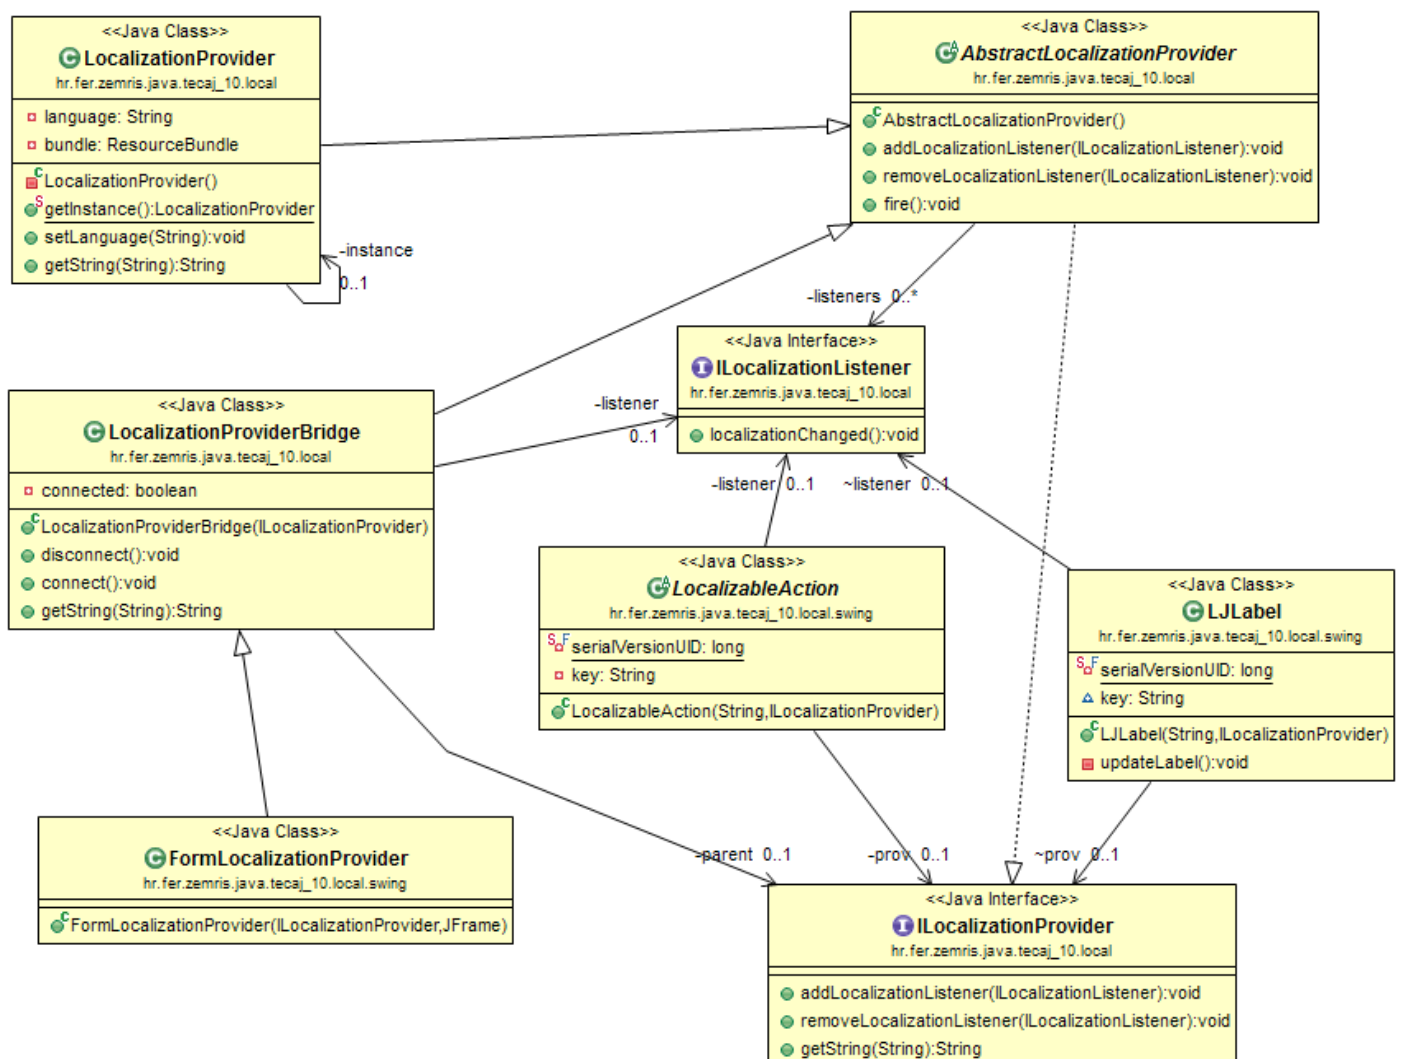 <<Java Class>>
LocalizationProvider
hr.fer.zemris.java.tecaj_10.local
language: String
bundle: ResourceBundle
LocalizationProvider()
getInstance():LocalizationProvider
setLanguage(String):void
getString(String):String
-instance
0..1
<<Java Class>>
AbstractLocalizationProvider
hr.fer.zemris.java.tecaj_10.local
AbstractLocalizationProvider()
addLocalizationListener(ILocalizationListener):void
removeLocalizationListener(ILocalizationListener):void
fire():void
-listeners 0..*
<<Java Interface>>
ILocalizationListener
hr.fer.zemris.java.tecaj_10.local
localizationChanged():void
<<Java Class>>
LocalizationProviderBridge
hr.fer.zemris.java.tecaj_10.local
connected: boolean
LocalizationProviderBridge(ILocalizationProvider)
disconnect():void
connect():void
getString(String):String
-listener
0..1
-listener 0..1
~listener 0..1
<<Java Class>>
LocalizableAction
hr.fer.zemris.java.tecaj_10.local.swing
serialVersionUID: long
key: String
LocalizableAction(String,ILocalizationProvider)
<<Java Class>>
LJLabel
hr.fer.zemris.java.tecaj_10.local.swing
serialVersionUID: long
key: String
LJLabel(String,ILocalizationProvider)
updateLabel():void
<<Java Class>>
FormLocalizationProvider
hr.fer.zemris.java.tecaj_10.local.swing
FormLocalizationProvider(ILocalizationProvider,JFrame)
-parent 0..1
-prov 0..1
~prov 0..1
<<Java Interface>>
ILocalizationProvider
hr.fer.zemris.java.tecaj_10.local
addLocalizationListener(ILocalizationListener):void
removeLocalizationListener(ILocalizationListener):void
getString(String):String